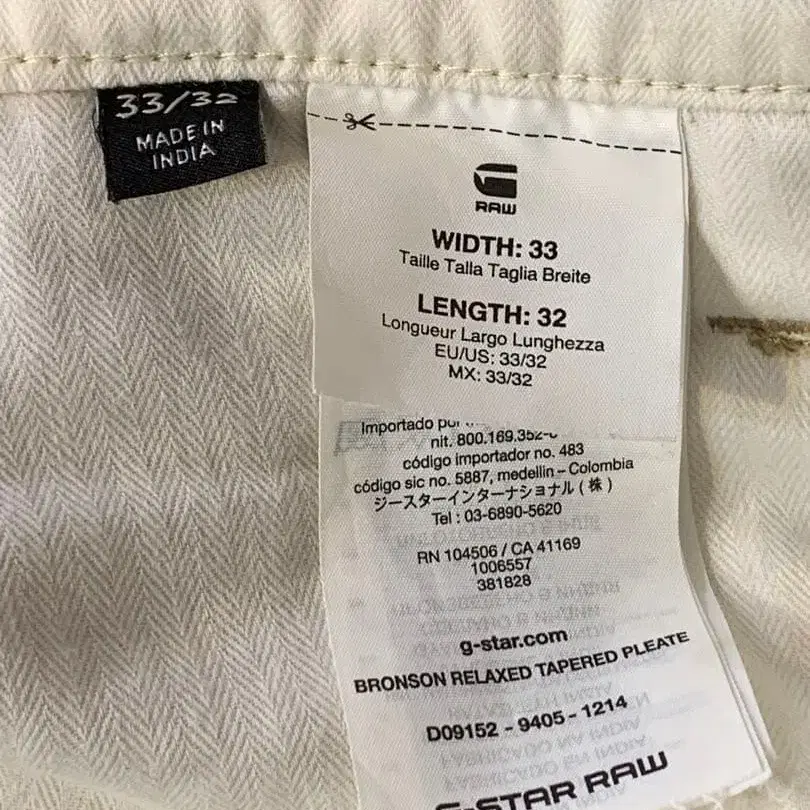 33/32
MADE IN
INDIA
RAW
WIDTH: 33
Taille Talla Taglia Breite
LENGTH: 32
Longueur Largo Lunghezza
EU/US: 33/32
MX: 33/32
Importado
nit. 800.169.352-
código importador no. 483
código sic no. 5887, medellin – Colombia
ジースターインターナショナル(株)
Tel : 03-6890-5620
RN 104506 / CA 41169
1006557
381828
g-star.com
BRONSON RELAXED TAPERED PLEATE
D09152 - 9405 - 1214
G-STAR RAW